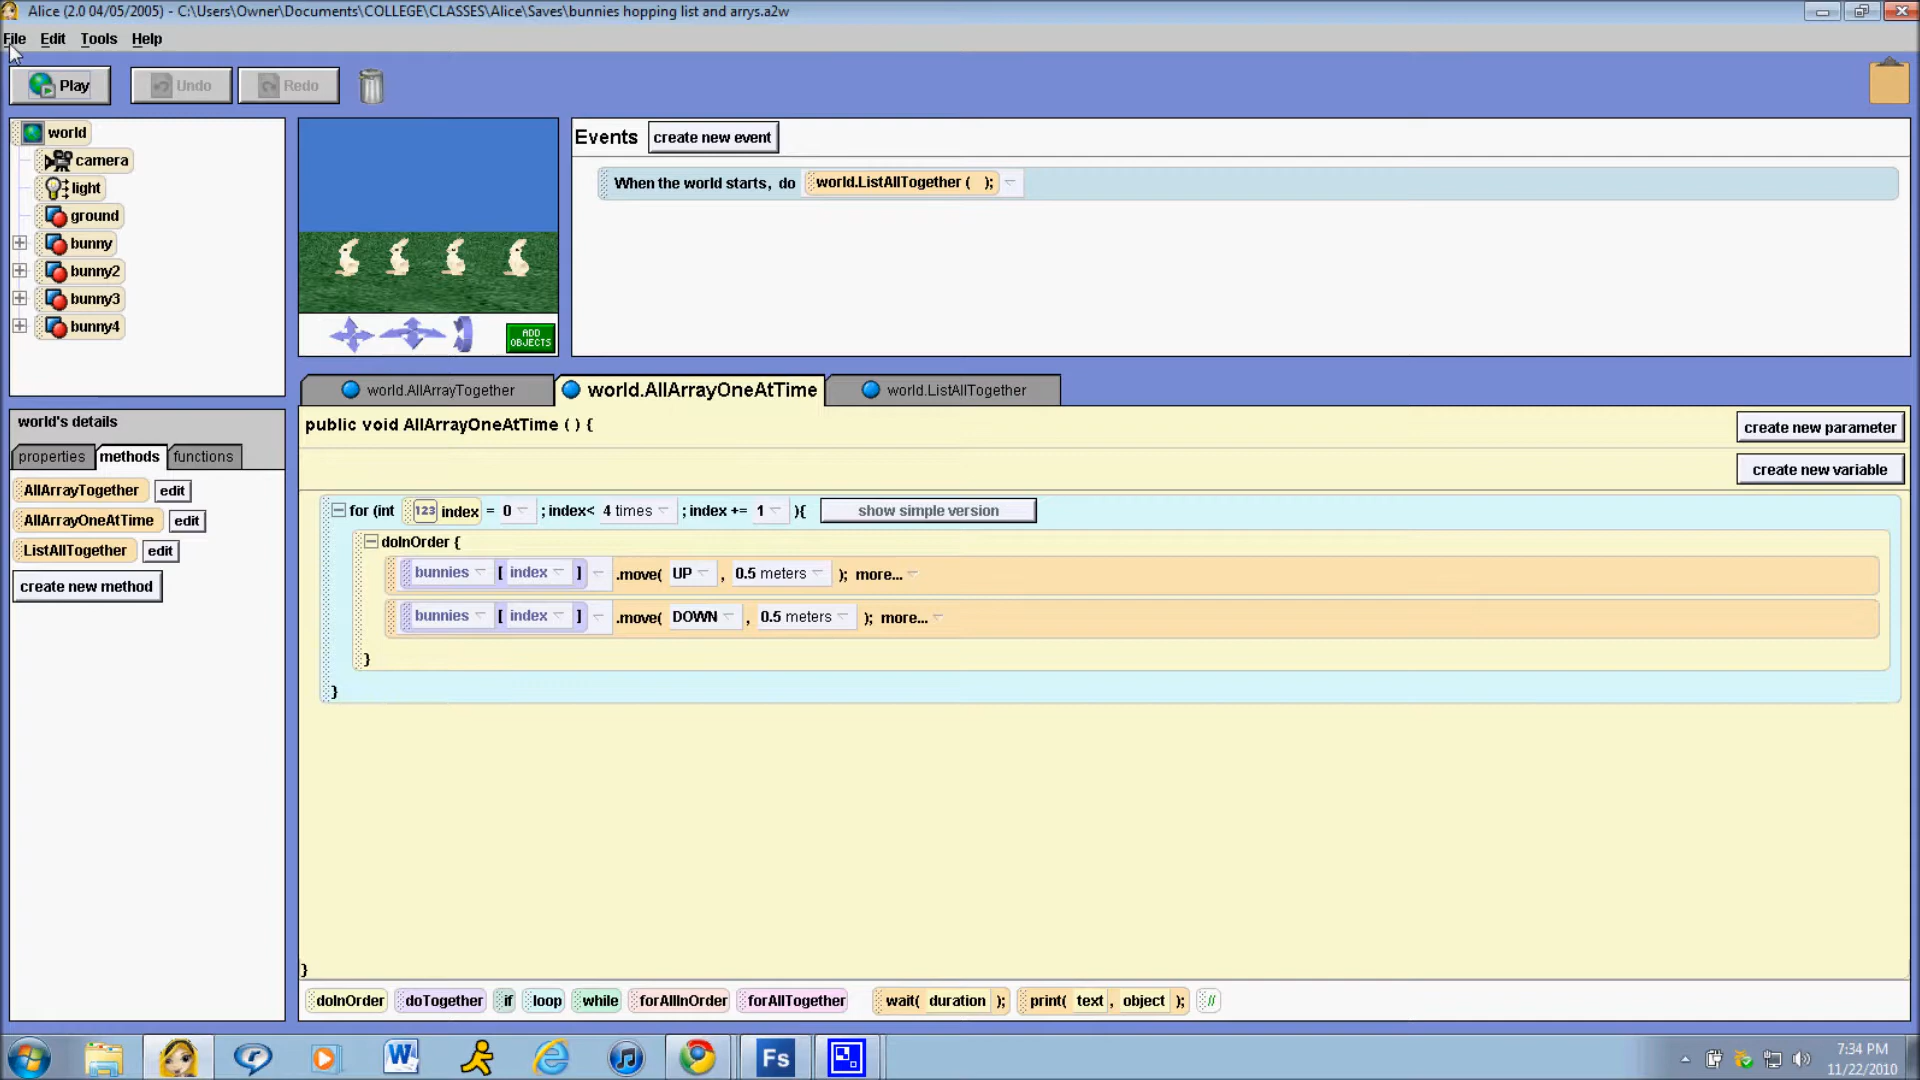 Alice (2.0 04/05/2005) - C:\Users\Owner\Documents\COLLEGE\CLASSES\Alice\Saves\bunnies hopping list and arrys.a2w
File Edit Tools Help
Play Undo Redo
world
camera
light
ground
bunny
bunny2
bunny3
bunny4
ADD
OBJECTS
Events create new event
When the world starts, do world.ListAllTogether ( );
world's details
properties methods functions
AllArrayTogether edit
AllArrayOneAtTime edit
ListAllTogether edit
create new method
world.AllArrayTogether world.AllArrayOneAtTime world.ListAllTogether
public void AllArrayOneAtTime ( ) {
create new parameter
create new variable
for (int 123 index = 0 ; index< 4 times ; index += 1 ){ show simple version
doInOrder {
bunnies [ index ] .move( UP , 0.5 meters ); more...
bunnies [ index ] .move( DOWN , 0.5 meters ); more...
}
}
}
doInOrder doTogether if loop while forAllInOrder forAllTogether wait( duration ); print( text , object ); //
W Fs
7:34 PM
11/22/2010